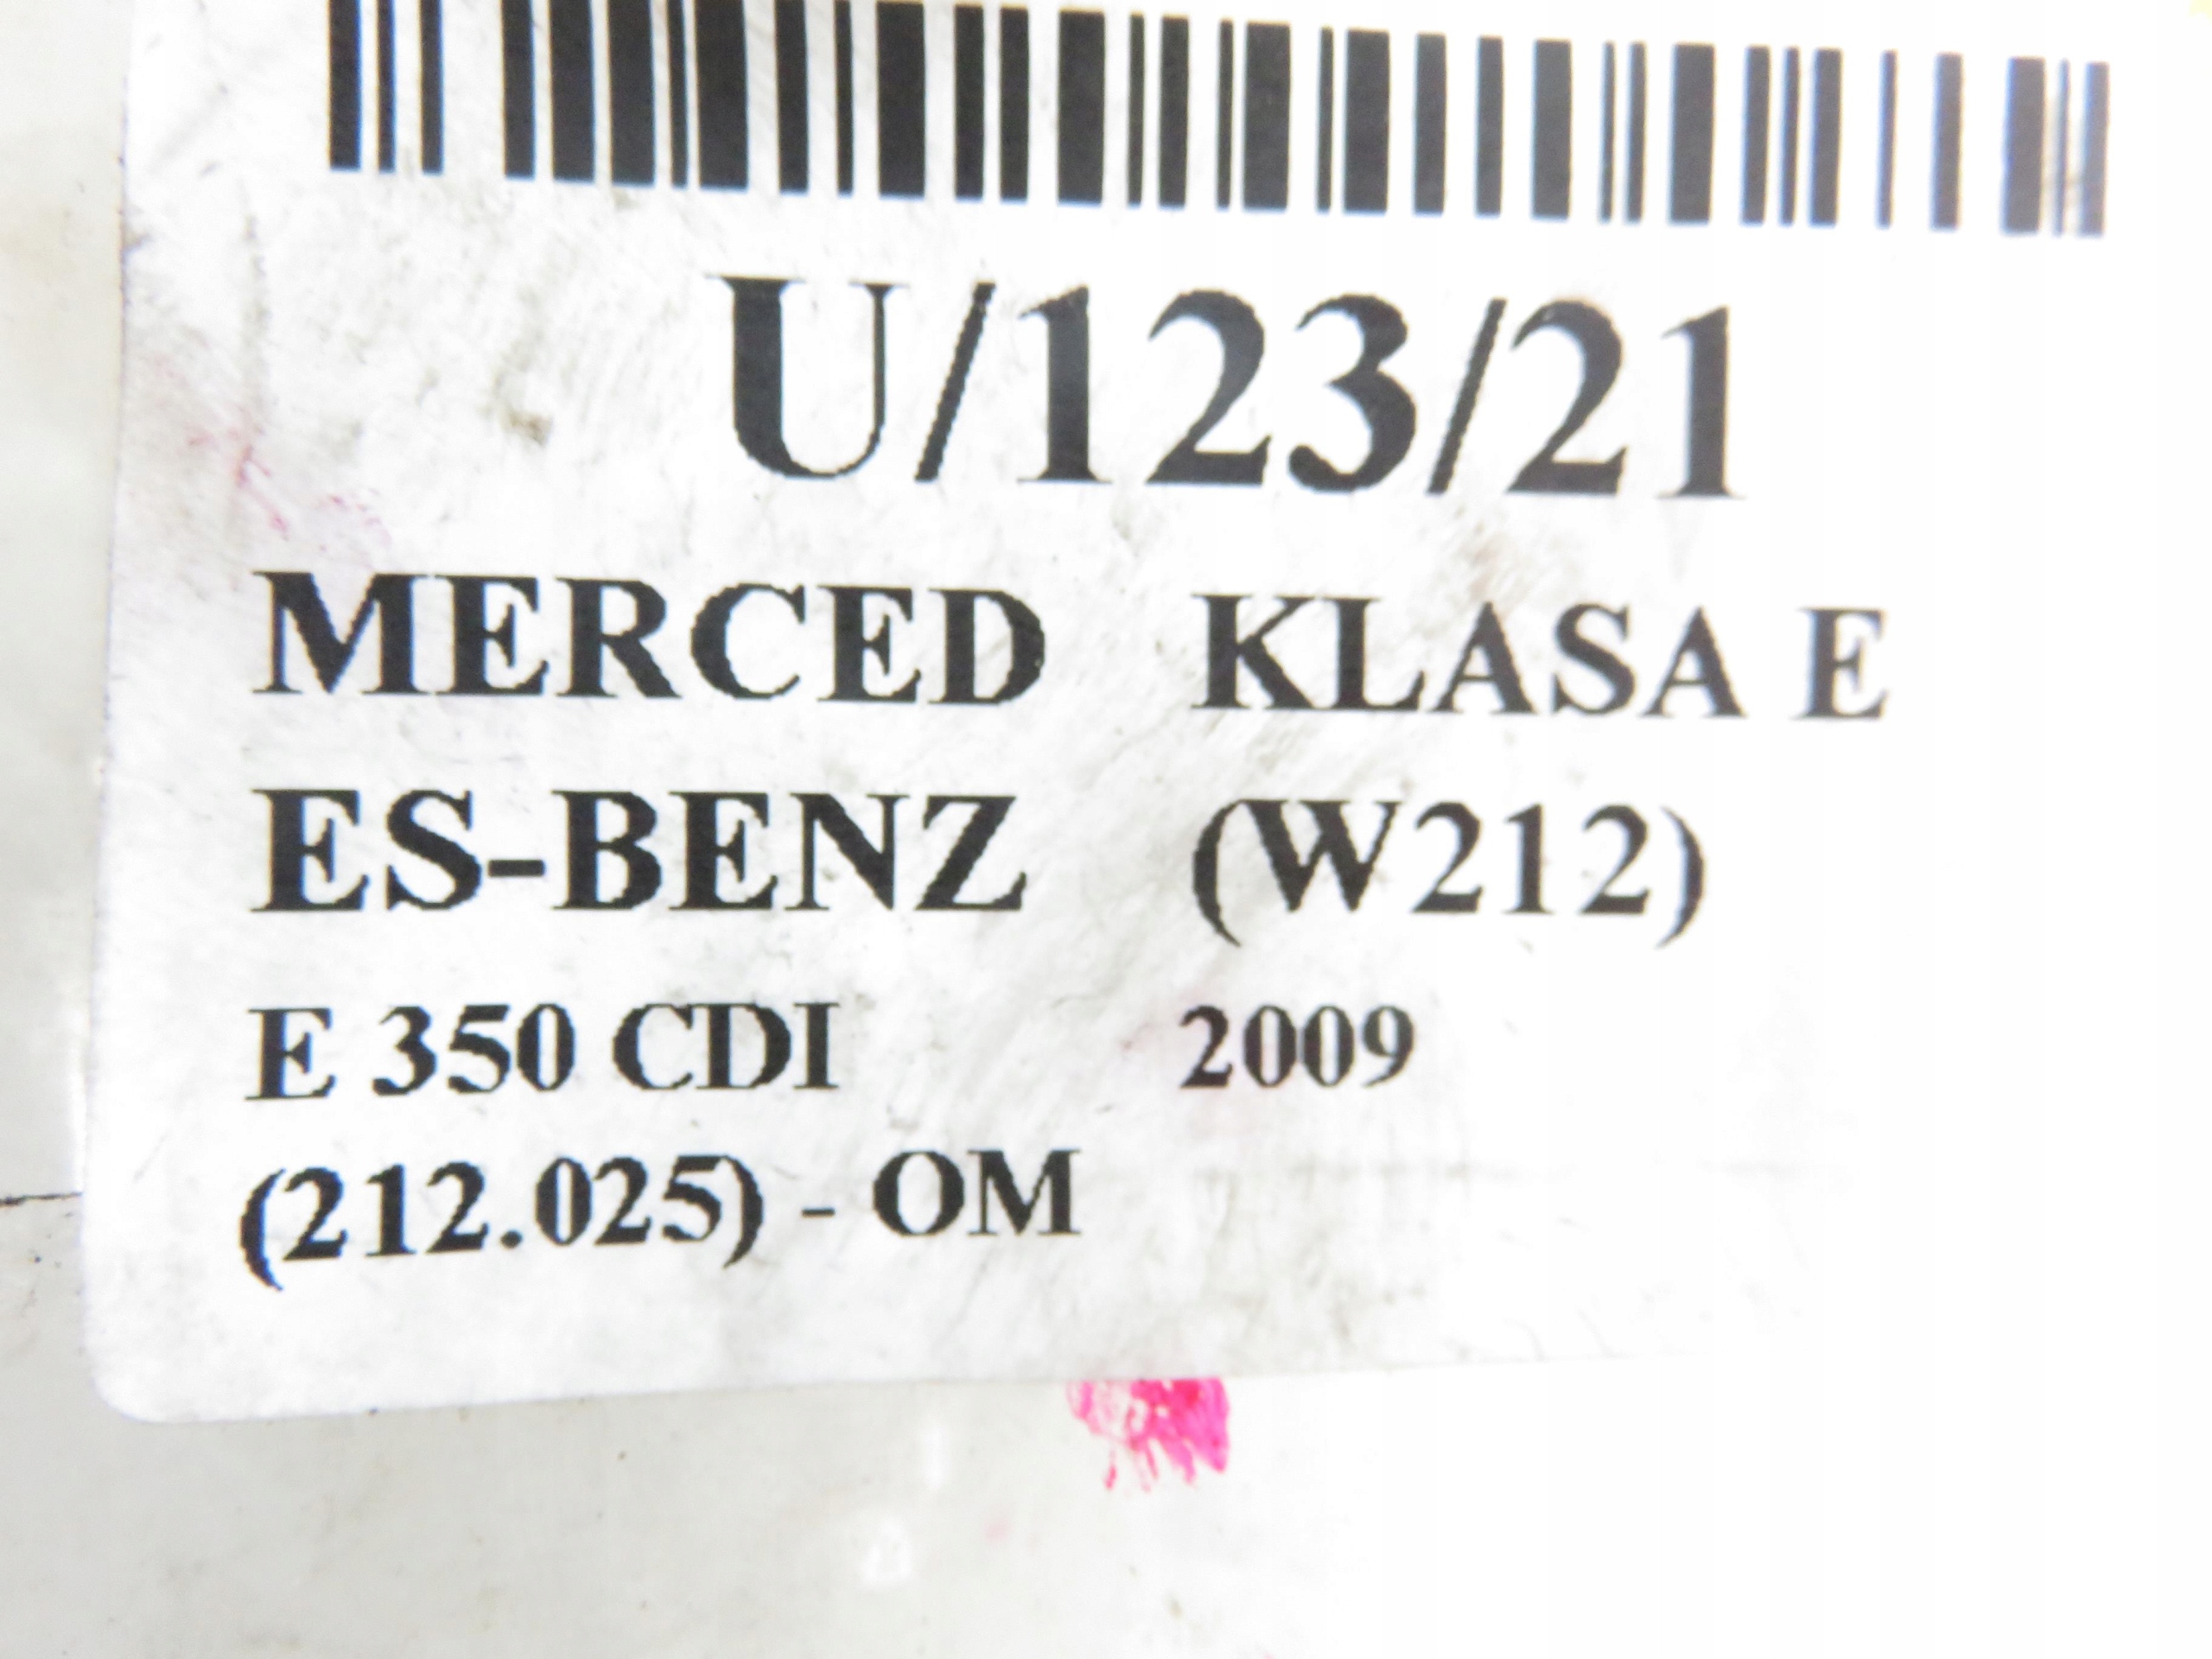 U/123/21
MERCED KLASA E
ES-BENZ (W212)
E 350 CDI 2009
(212.025) - OM